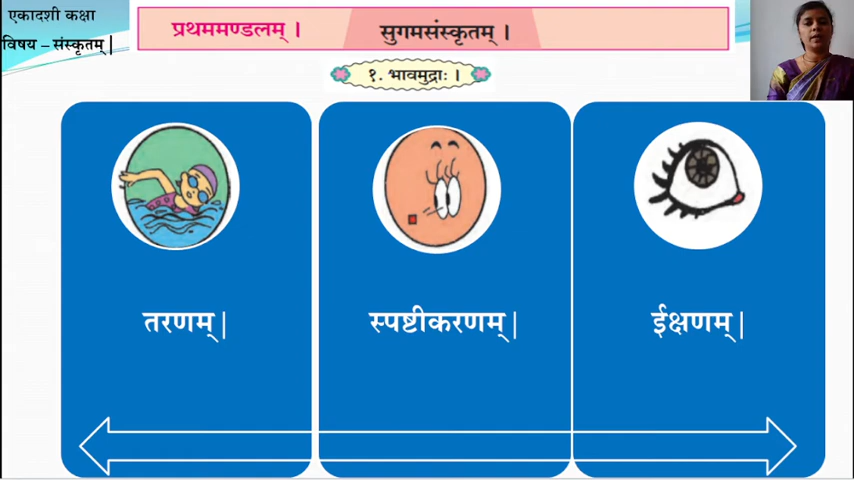 एकादशी कक्षा
विषय – संस्कृतम्|
प्रथममण्डलम् ।
सुगमसंस्कृतम् ।
१. भावमुद्राः ।
तरणम्|
स्पष्टीकरणम्|
ईक्षणम्|